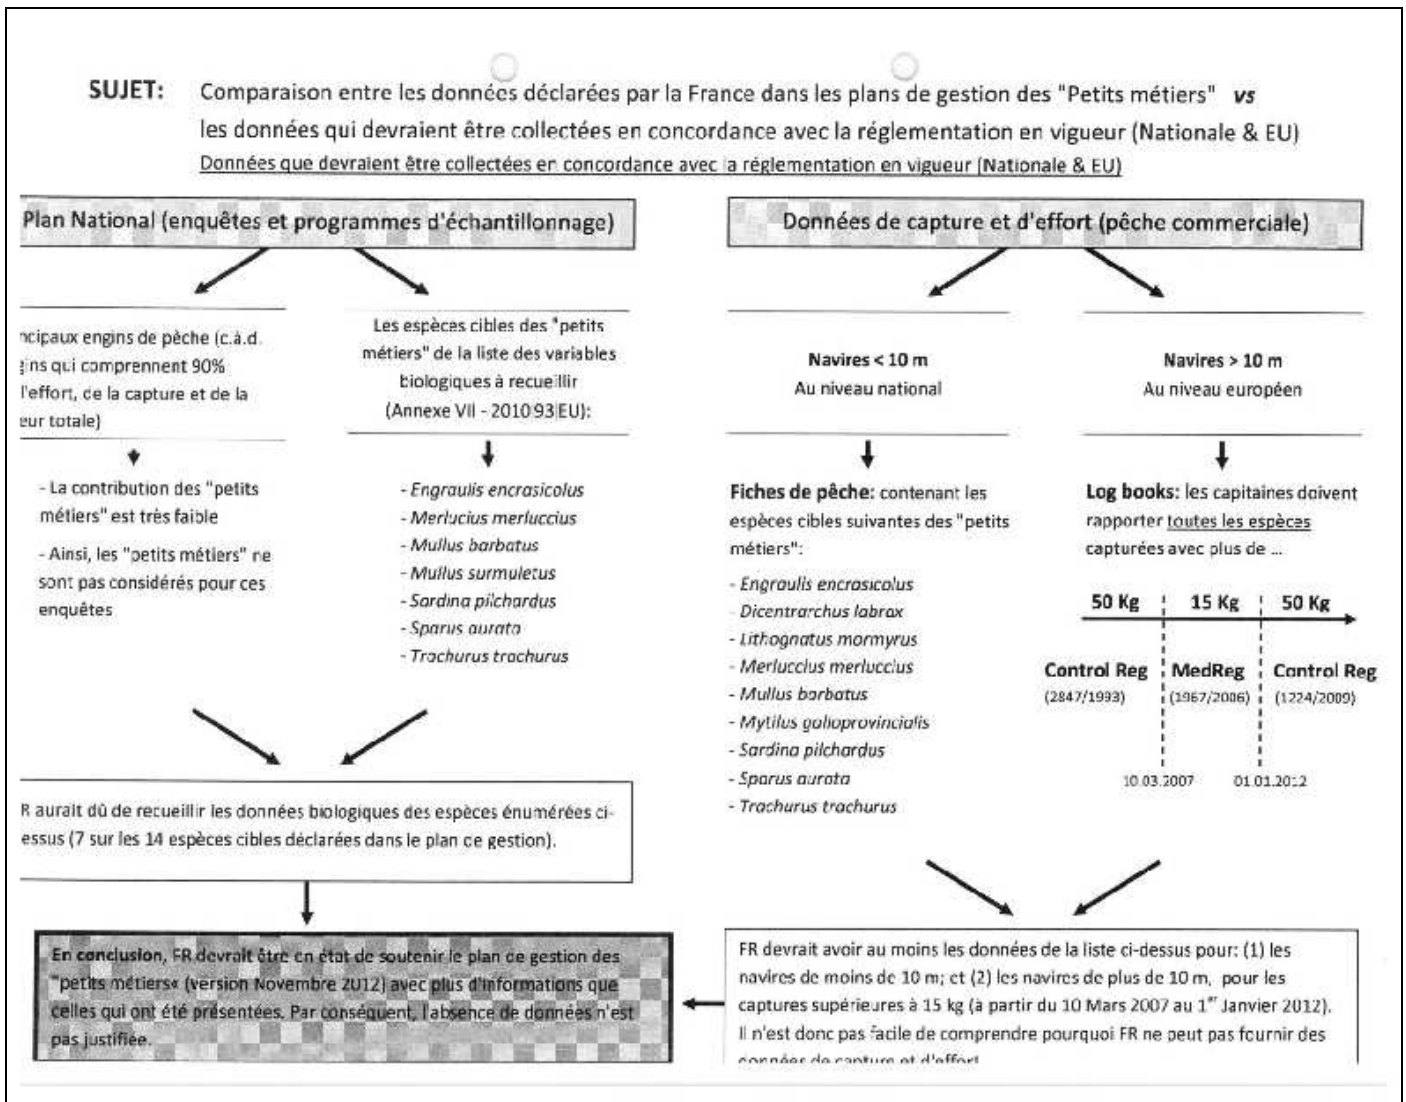 SUJET: Comparaison entre les données déclarées par la France dans les plans de gestion des "Petits métiers" vs
les données qui devraient être collectées en concordance avec la réglementation en vigueur (Nationale & EU)
Données que devraient être collectées en concordance avec la réglementation en vigueur (Nationale & EU)
Plan National (enquêtes et programmes d'échantillonnage)
ncipaux engins de pêche (c.à.d.
gins qui comprennent 90%
l'effort, de la capture et de la
eur totale)
- La contribution des "petits
métiers" est très faible
- Ainsi, les "petits métiers" ne
sont pas considérés pour ces
enquêtes
Les espèces cibles des "petits
métiers" de la liste des variables
biologiques à recueillir
(Annexe VII - 2010 93 EU):
- Engraulis encrasicolus
- Merlucius merluccius
- Mullus barbatus
- Mullus surmuletus
- Sardina pilchardus
- Sparus aurata
- Trachurus trachurus
R aurait dû de recueillir les données biologiques des espèces énumérées ci-
essus (7 sur les 14 espèces cibles déclarées dans le plan de gestion).
En conclusion, FR devrait être en état de soutenir le plan de gestion des
"petits métiers« (version Novembre 2012) avec plus d'informations que
celles qui ont été présentées. Par conséquent, l'absence de données n'est
pas justifiée.
Données de capture et d'effort (pêche commerciale)
Navires < 10 m
Au niveau national
Fiches de pêche: contenant les
espèces cibles suivantes des "petits
métiers":
- Engraulis encrasicolus
- Dicentrarchus labrax
- Lithognatus mormyrus
- Merluccius merluccius
- Mullus barbatus
- Mytilus galloprovincialis
- Sardina pilchardus
- Sparus aurata
- Trachurus trachurus
Navires > 10 m
Au niveau européen
Log books: les capitaines doivent
rapporter toutes les espèces
capturées avec plus de ...
50 Kg 15 Kg 50 Kg
Control Reg MedReg Control Reg
(2847/1993) (1967/2006) (1224/2009)
10.03.2007 01.01.2012
FR devrait avoir au moins les données de la liste ci-dessus pour: (1) les
navires de moins de 10 m; et (2) les navires de plus de 10 m, pour les
captures supérieures à 15 kg (à partir du 10 Mars 2007 au 1er Janvier 2012).
Il n'est donc pas facile de comprendre pourquoi FR ne peut pas fournir des
données de capture et d'effort